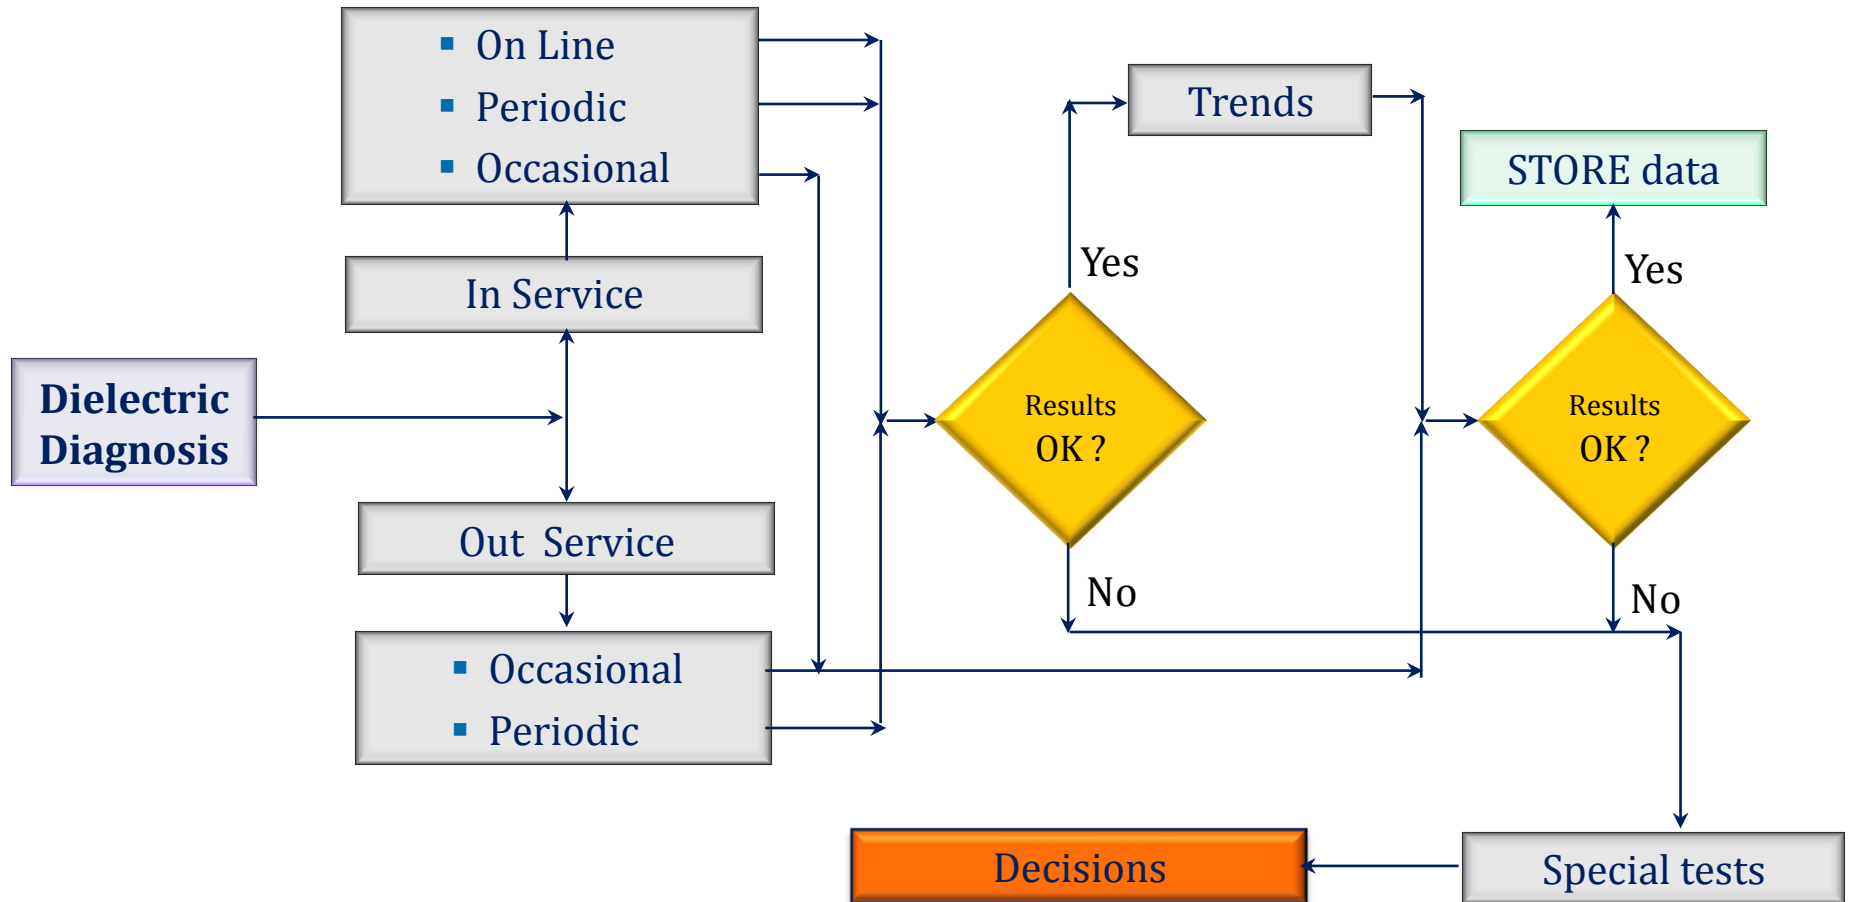 ▪ On Line
▪ Periodic
▪ Occasional
In Service
Dielectric
Diagnosis
Out Service
▪ Occasional
▪ Periodic
Results
OK ?
Yes
No
Trends
Results
OK ?
Yes
No
STORE data
Special tests
Decisions